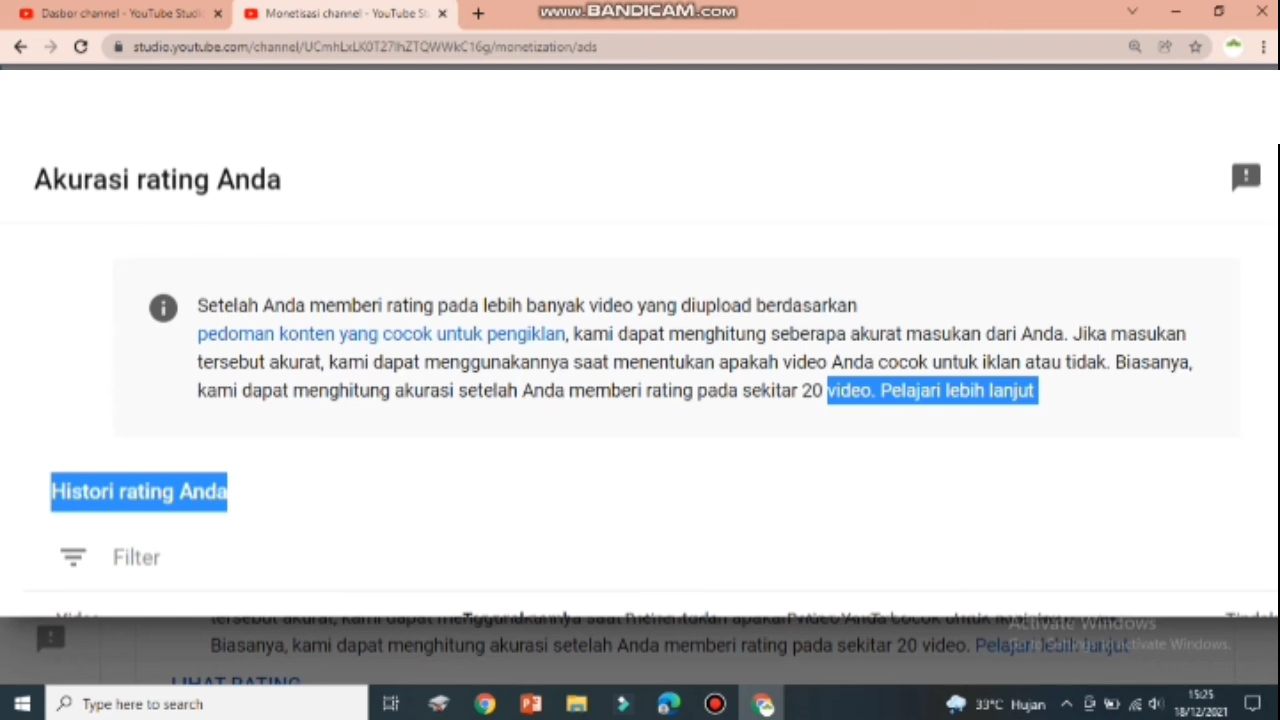 Dasbor channel - YouTube Studi
Monetisasi channel - YouTube St
www.BANDICAM.com
studio.youtube.com/channel/UCmhLxLK0T27IhZTQWWkC16g/monetization/ads
Akurasi rating Anda
Setelah Anda memberi rating pada lebih banyak video yang diupload berdasarkan
pedoman konten yang cocok untuk pengiklan, kami dapat menghitung seberapa akurat masukan dari Anda. Jika masukan
tersebut akurat, kami dapat menggunakannya saat menentukan apakah video Anda cocok untuk iklan atau tidak. Biasanya,
kami dapat menghitung akurasi setelah Anda memberi rating pada sekitar 20 video. Pelajari lebih lanjut
Histori rating Anda
Filter
Activate Windows
Biasanya, kami dapat menghitung akurasi setelah Anda memberi rating pada sekitar 20 video. Pelajari lebih lanjut
LIHAT RATING
Type here to search
33°C Hujan
15:25
18/12/2021